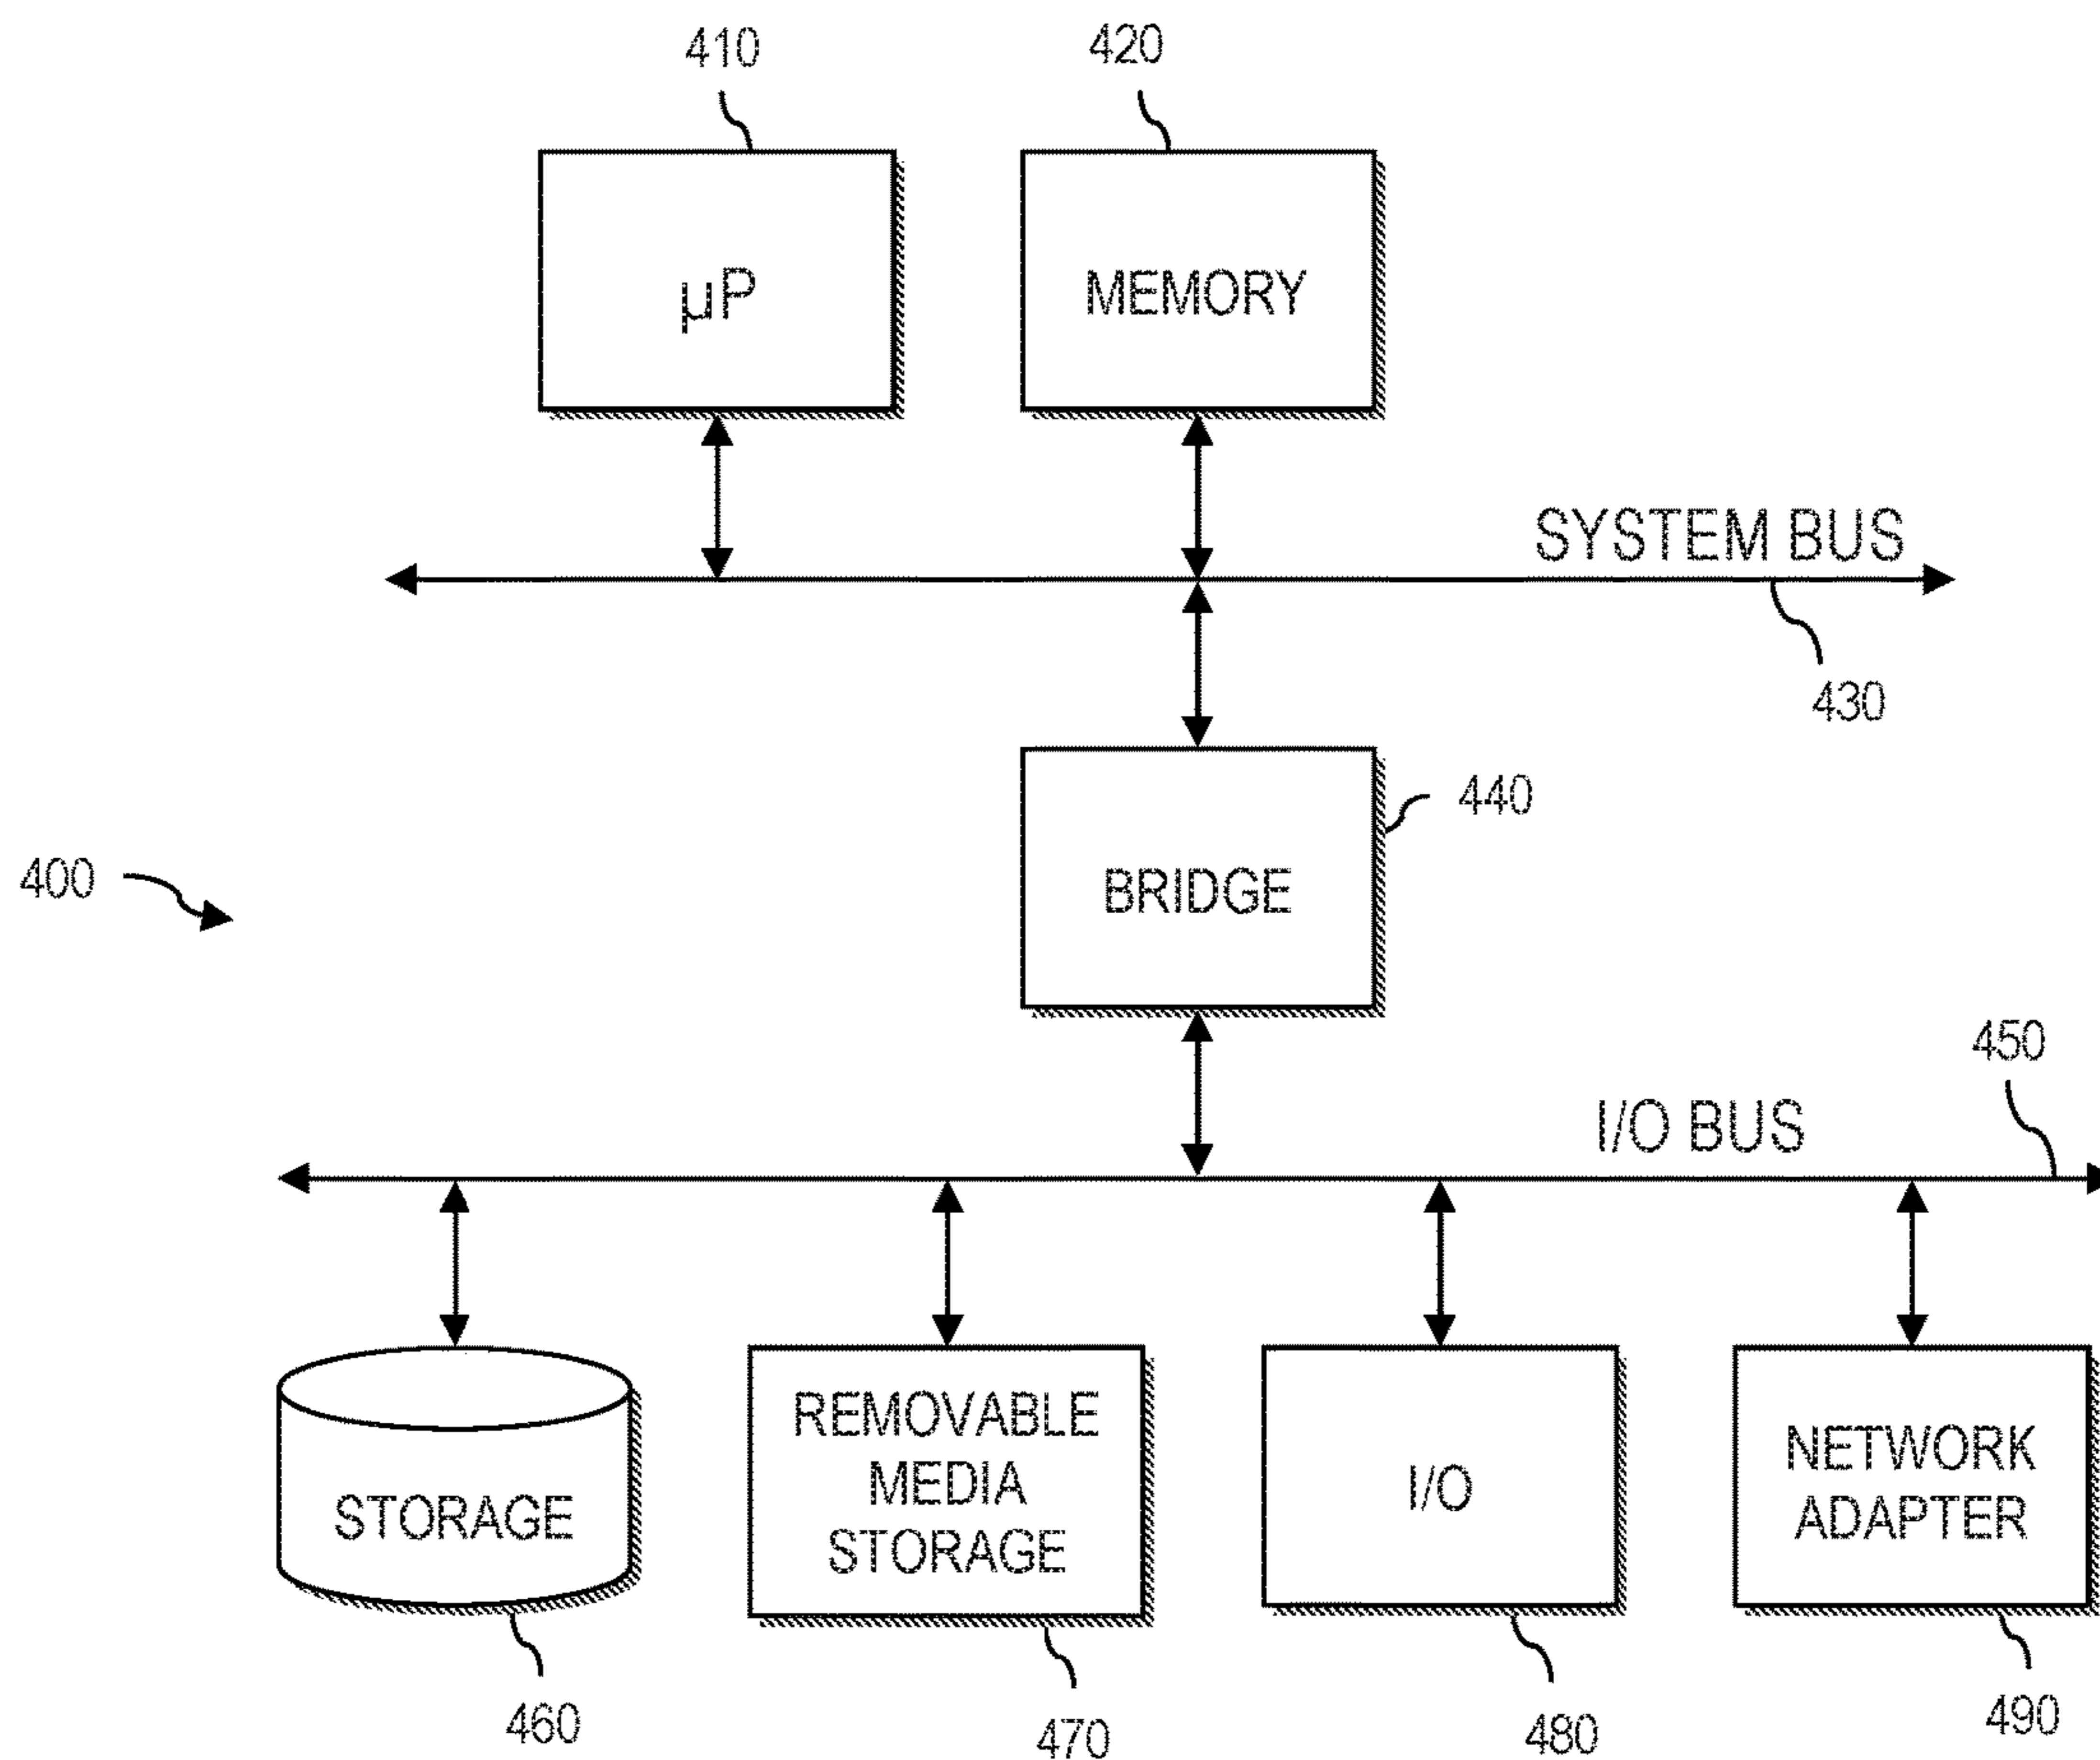 410
420
µP
MEMORY
SYSTEM BUS
430
440
BRIDGE
400
450
I/O BUS
REMOVABLE
MEDIA
STORAGE
STORAGE
I/O
NETWORK
ADAPTER
460
470
480
490